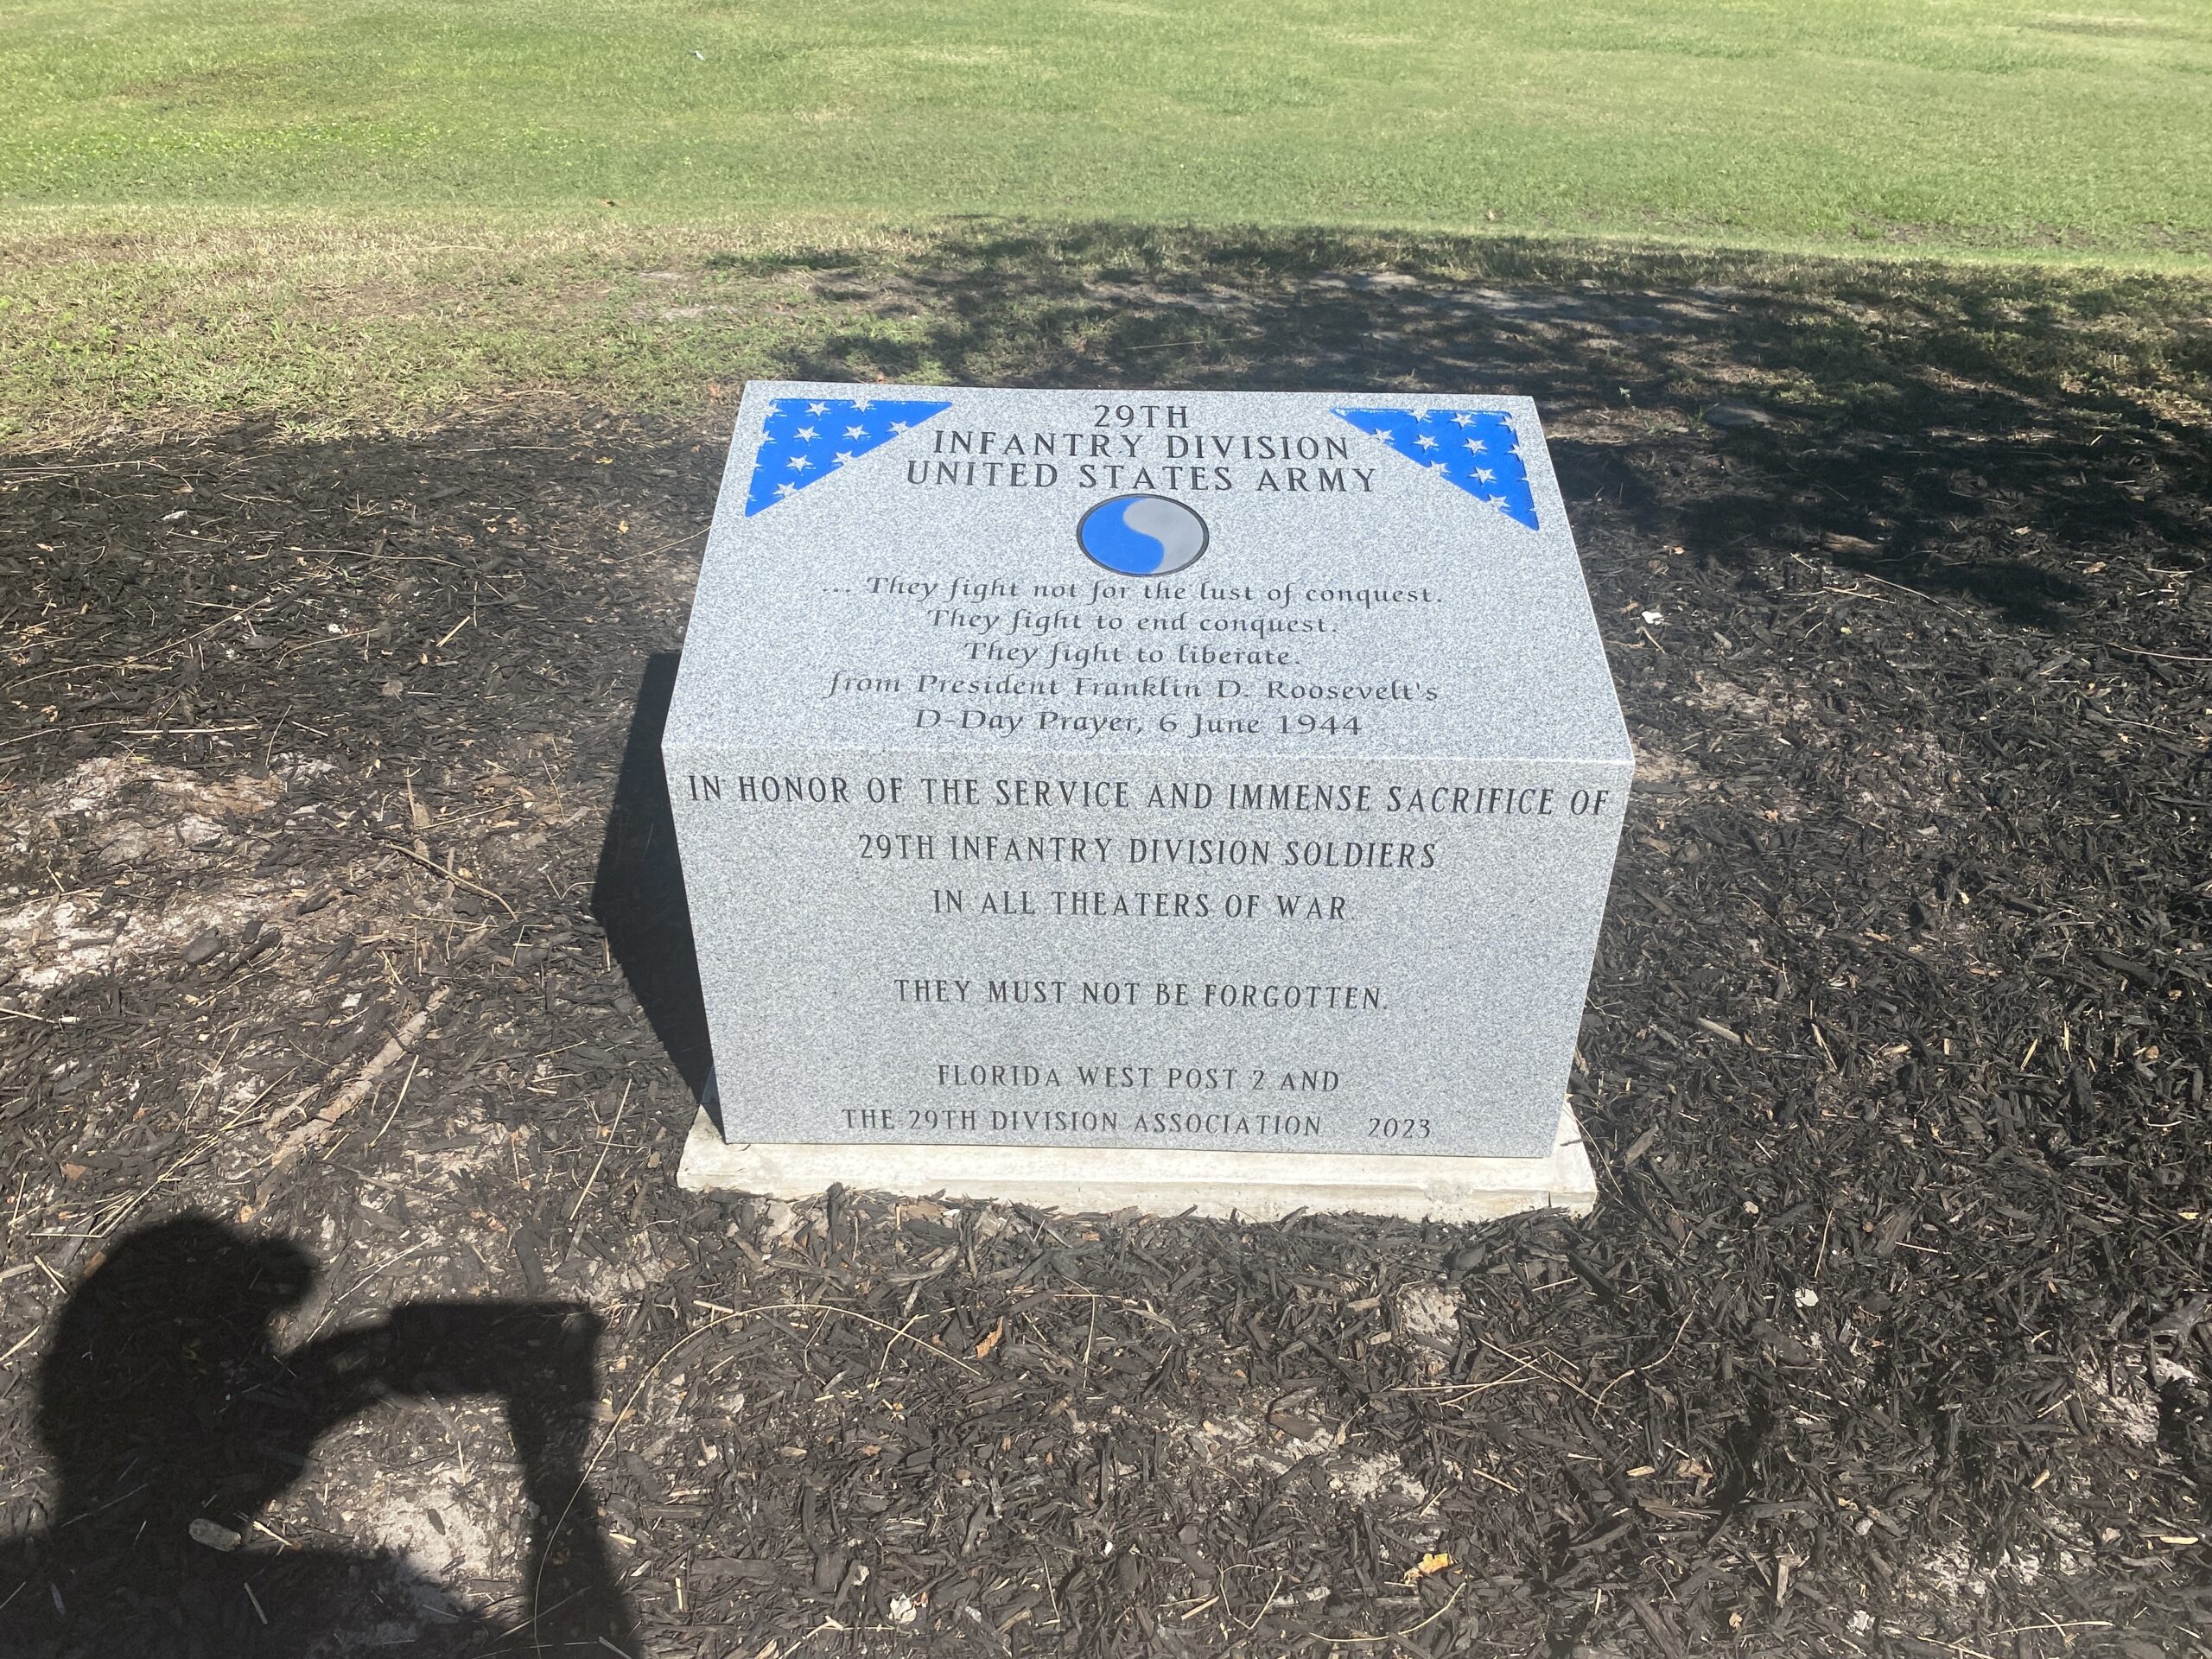 29TH
INFANTRY DIVISION
UNITED STATES ARMY
... They fight not for the lust of conquest.
They fight to end conquest.
They fight to liberate.
from President Franklin D. Roosevelt's
D-Day Prayer, 6 June 1944
IN HONOR OF THE SERVICE AND IMMENSE SACRIFICE OF
29TH INFANTRY DIVISION SOLDIERS
IN ALL THEATERS OF WAR.
THEY MUST NOT BE FORGOTTEN.
FLORIDA WEST POST 2 AND
THE 29TH DIVISION ASSOCIATION 2023